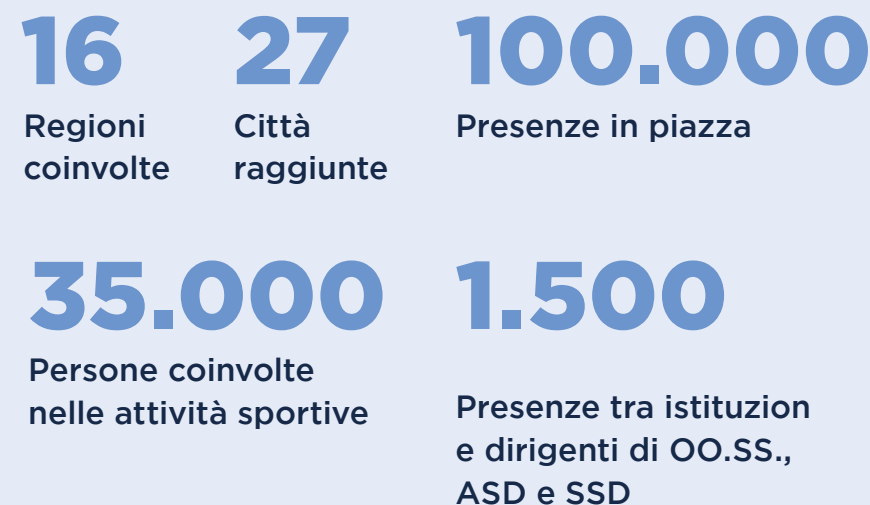 16
Regioni
coinvolte
27
Città
raggiunte
100.000
Presenze in piazza
35.000
Persone coinvolte
nelle attività sportive
1.500
Presenze tra istituzion
e dirigenti di OO.SS.,
ASD e SSD